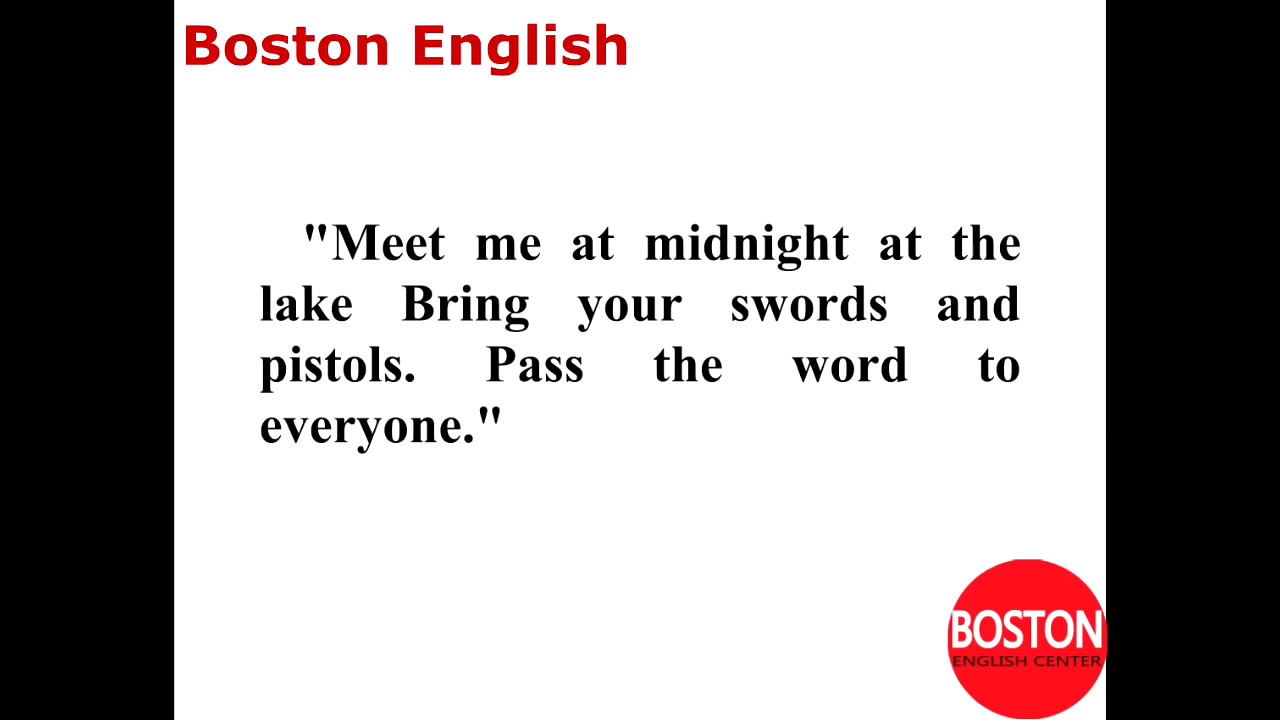 Boston English
"Meet me at midnight at the
lake Bring your swords and
pistols. Pass the word to
everyone."
BOSTON
ENGLISH CENTER